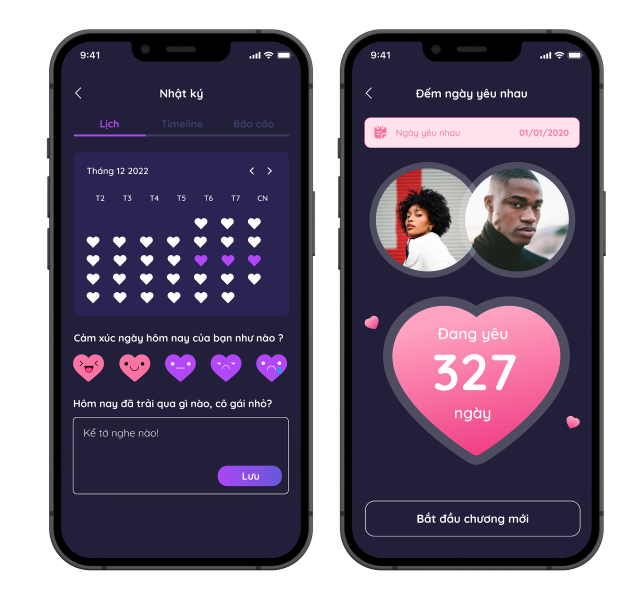 9:41
Nhật ký
Lịch Timeline Báo cáo
Tháng 12 2022
T2 T3 T4 T5 T6 T7 CN
Cảm xúc ngày hôm nay của bạn như nào ?
Hôm nay đã trải qua gì nào, cô gái nhỏ?
Kể tớ nghe nào!
Lưu
9:41
Đếm ngày yêu nhau
Ngày yêu nhau 01/01/2020
Đang yêu
327
ngày
Bắt đầu chương mới